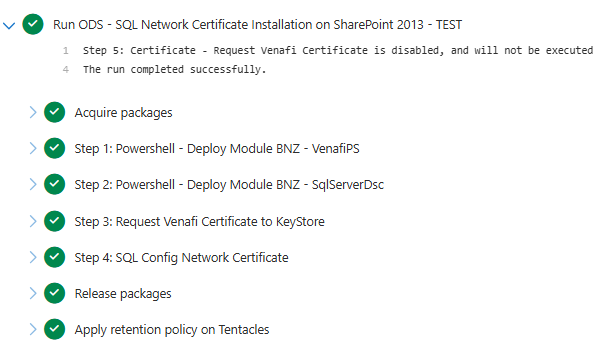 Run ODS - SQL Network Certificate Installation on SharePoint 2013 - TEST
1 Step 5: Certificate - Request Venafi Certificate is disabled, and will not be executed
4 The run completed successfully.
Acquire packages
Step 1: Powershell - Deploy Module BNZ - VenafiPS
Step 2: Powershell - Deploy Module BNZ - SqlServerDsc
Step 3: Request Venafi Certificate to KeyStore
Step 4: SQL Config Network Certificate
Release packages
Apply retention policy on Tentacles